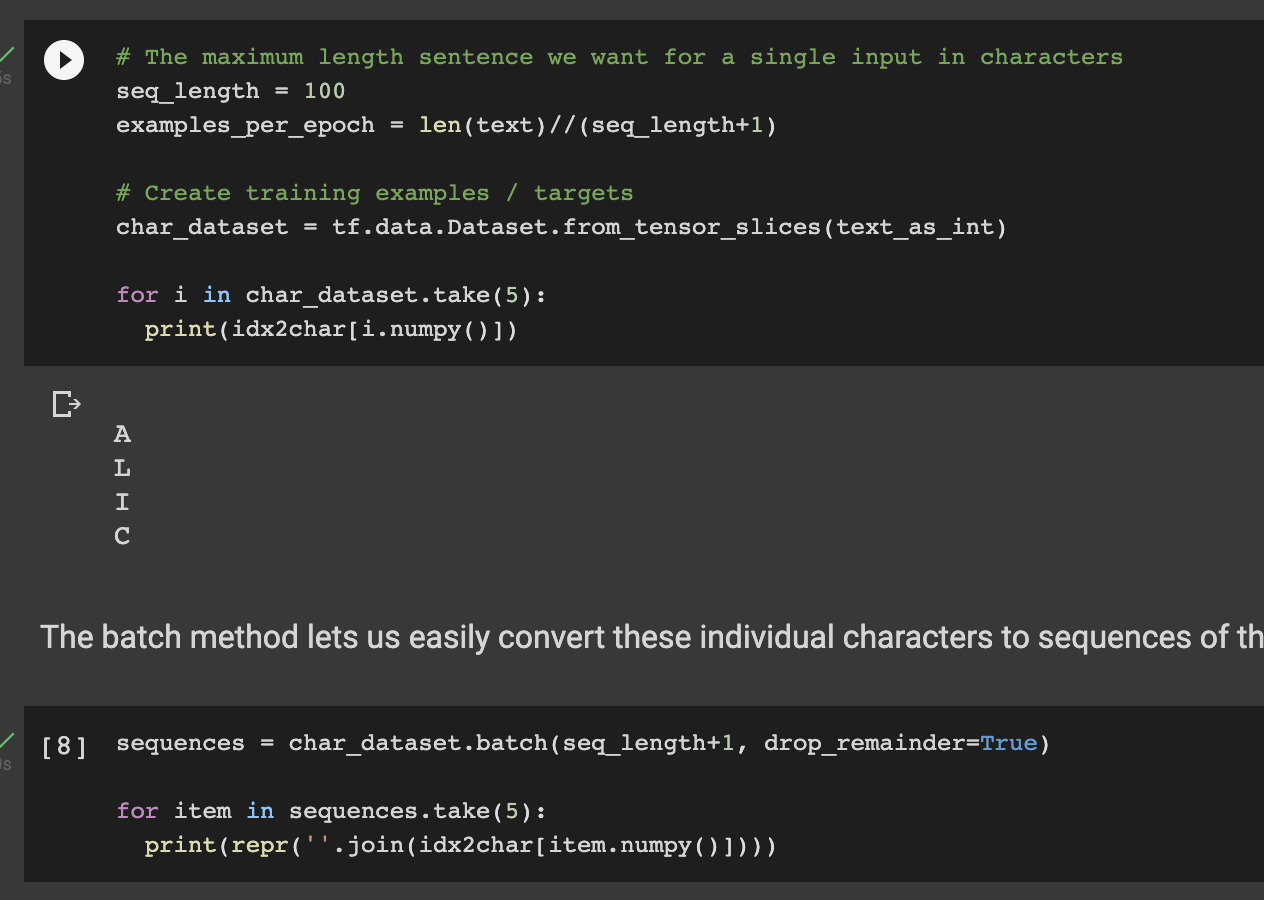 # The maximum length sentence we want for a single input in characters
seq_length = 100
examples_per_epoch = len(text)//(seq_length+1)
# Create training examples / targets
char_dataset = tf.data.Dataset.from_tensor_slices(text_as_int)
for i in char_dataset.take(5):
  print(idx2char[i.numpy()])
A
L
I
C
The batch method lets us easily convert these individual characters to sequences of
[8] sequences = char_dataset.batch(seq_length+1, drop_remainder=True)
for item in sequences.take(5):
  print(repr(''.join(idx2char[item.numpy()])))